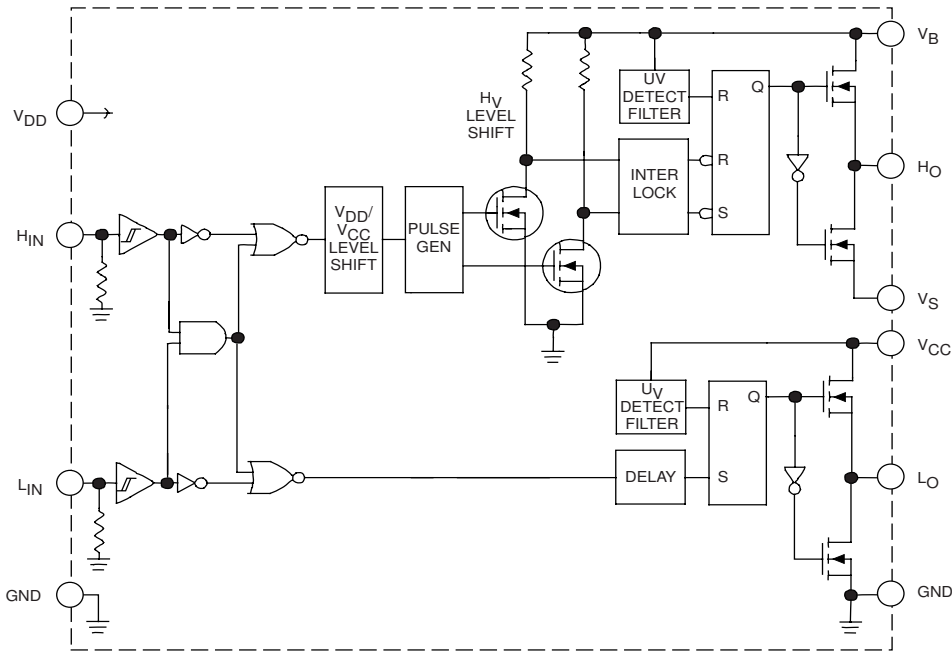 VB
UV
DETECT
FILTER
R
Q
HV
LEVEL
SHIFT
VDD
INTER
LOCK
R
S
HO
HIN
VDD/
VCC
LEVEL
SHIFT
PULSE
GEN
VS
VCC
UV
DETECT
FILTER
R
Q
LIN
DELAY
S
LO
GND
GND